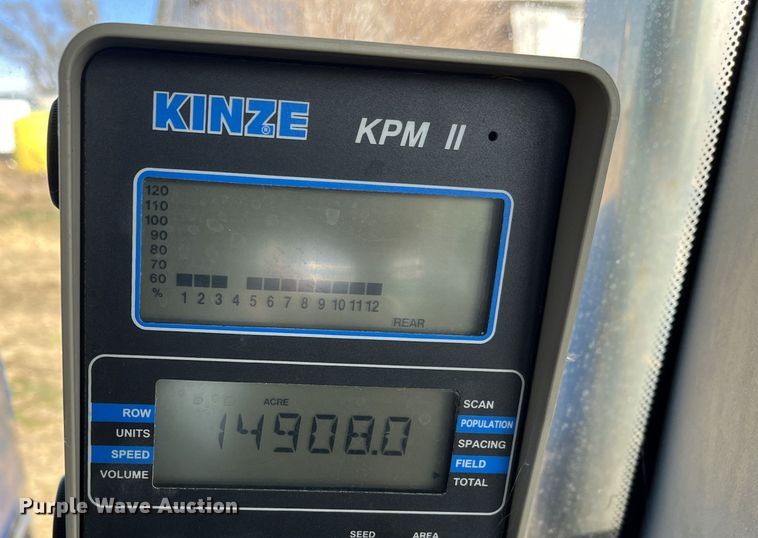 KINZE® KPM II
120
110
100
90
80
70
60
%
1 2 3 4 5 6 7 8 9 10 11 12
REAR
ACRE
14908.0
ROW
UNITS
SPEED
VOLUME
SCAN
POPULATION
SPACING
FIELD
TOTAL
SEED AREA
Purple Wave Auction